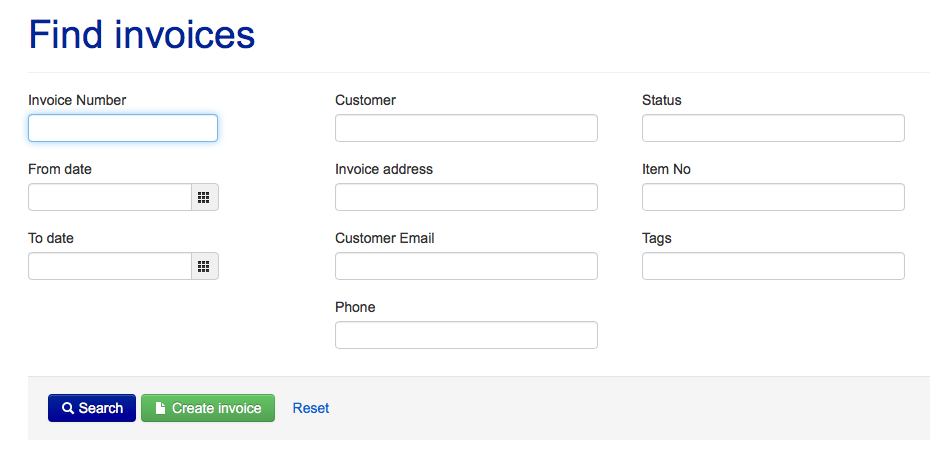 Find invoices
Invoice Number
Customer
Status
From date
Invoice address
Item No
To date
Customer Email
Tags
Phone
Search
Create invoice
Reset